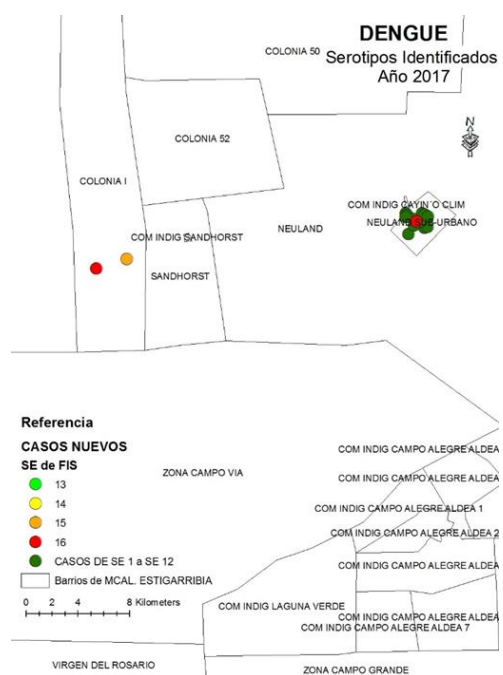 DENGUE
Serotipos Identificados
Año 2017
COLONIA 50
N
COLONIA 52
COLONIA I
COM INDIG CAYIN´O CLIM
NEULAND SUB-URBANO
NEULAND
COM INDIG SANDHORST
SANDHORST
Referencia
CASOS NUEVOS
SE de FIS
13
14
15
16
CASOS DE SE 1 a SE 12
Barrios de MCAL. ESTIGARRIBIA
0 2 4 8 Kilometers
ZONA CAMPO VIA
COM INDIG CAMPO ALEGRE ALDEA
COM INDIG CAMPO ALEGRE ALDEA
COM INDIG CAMPO ALEGRE ALDEA 1
COM INDIG CAMPO ALEGRE ALDEA 2
COM INDIG CAMPO ALEGRE ALDEA
COM INDIG LAGUNA VERDE
COM INDIG CAMPO ALEGRE ALDEA
COM INDIG CAMPO ALEGRE ALDEA 7
VIRGEN DEL ROSARIO
ZONA CAMPO GRANDE